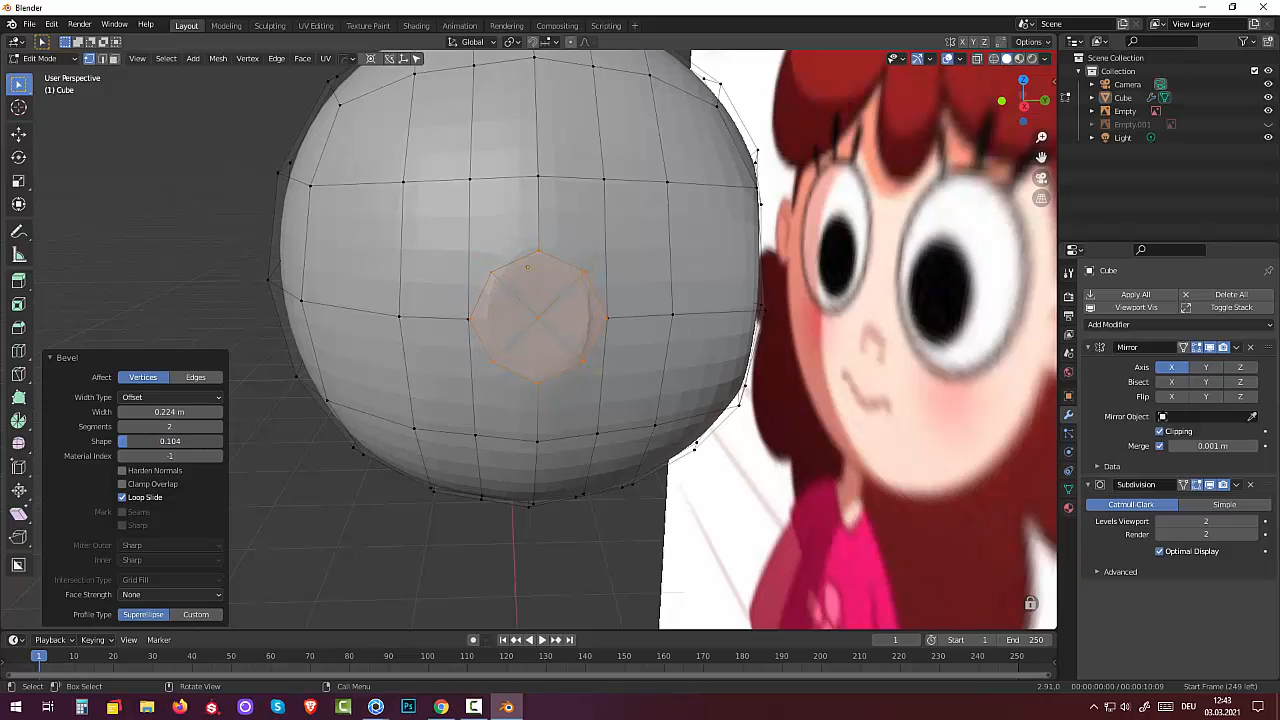 Blender
File Edit Render Window Help Layout Modeling Sculpting UV Editing Texture Paint Shading Animation Rendering Compositing Scripting + Scene View Layer
Global X Y Z Options
Edit Mode View Select Add Mesh Vertex Edge Face UV
User Perspective
(1) Cube
Z
Y
X
Scene Collection
Collection
Camera
Cube
Empty
Empty.001
Light
Cube
Apply All Delete All
Viewport Vis Toggle Stack
Add Modifier
Mirror
Axis X Y Z
Bisect X Y Z
Flip X Y Z
Mirror Object
Clipping
Merge 0.001 m
Data
Subdivision
Catmull-Clark Simple
Levels Viewport 2
Render 2
Optimal Display
Advanced
Bevel
Affect Vertices Edges
Width Type Offset
Width 0.224 m
Segments 2
Shape 0.104
Material Index -1
Harden Normals
Clamp Overlap
Loop Slide
Mark Seams
Sharp
Miter Outer Sharp
Inner Sharp
Intersection Type Grid Fill
Face Strength None
Profile Type Superellipse Custom
Playback Keying View Marker 1 Start 1 End 250
1 10 20 30 40 50 60 70 80 90 100 110 120 130 140 150 160 170 180 190 200 210 220 230 240 250
Select Box Select Rotate View Call Menu 2.91.0 00:00:00:00 / 00:00:10:09 Start Frame (249 left)
Ps DEU 12:43
03.03.2021